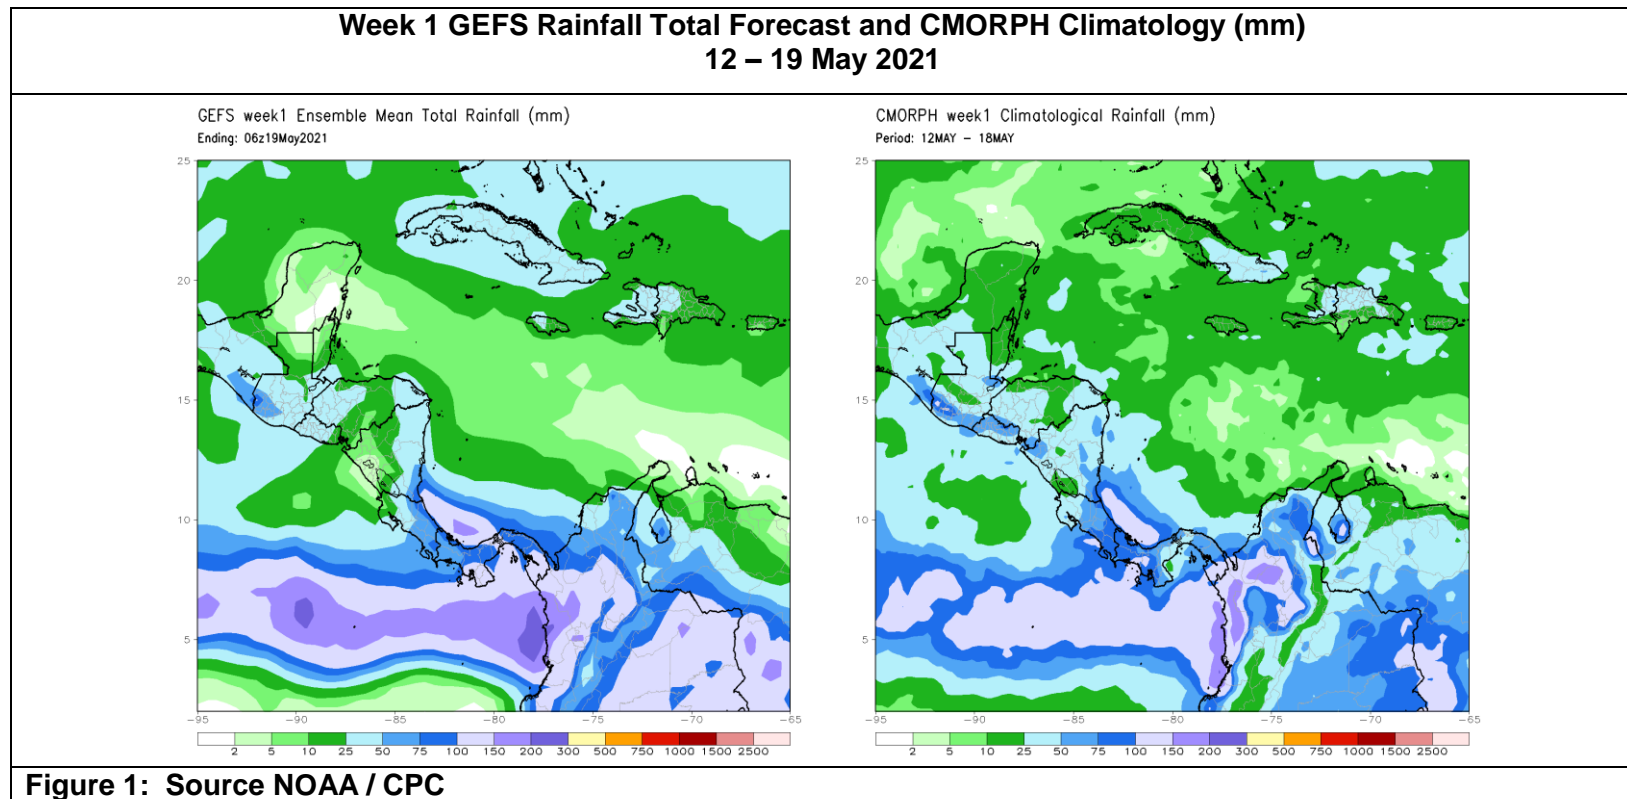 Week 1 GEFS Rainfall Total Forecast and CMORPH Climatology (mm)
12 – 19 May 2021
GEFS week1 Ensemble Mean Total Rainfall (mm)
Ending: 06z19May2021
25
20
15
10
5
−95 −90 −85 −80 −75 −70 −65
2 5 10 25 50 75 100 150 200 300 500 750 1000 1500 2500
CMORPH week1 Climatological Rainfall (mm)
Period: 12MAY − 18MAY
25
20
15
10
5
−95 −90 −85 −80 −75 −70 −65
2 5 10 25 50 75 100 150 200 300 500 750 1000 1500 2500
Figure 1: Source NOAA / CPC